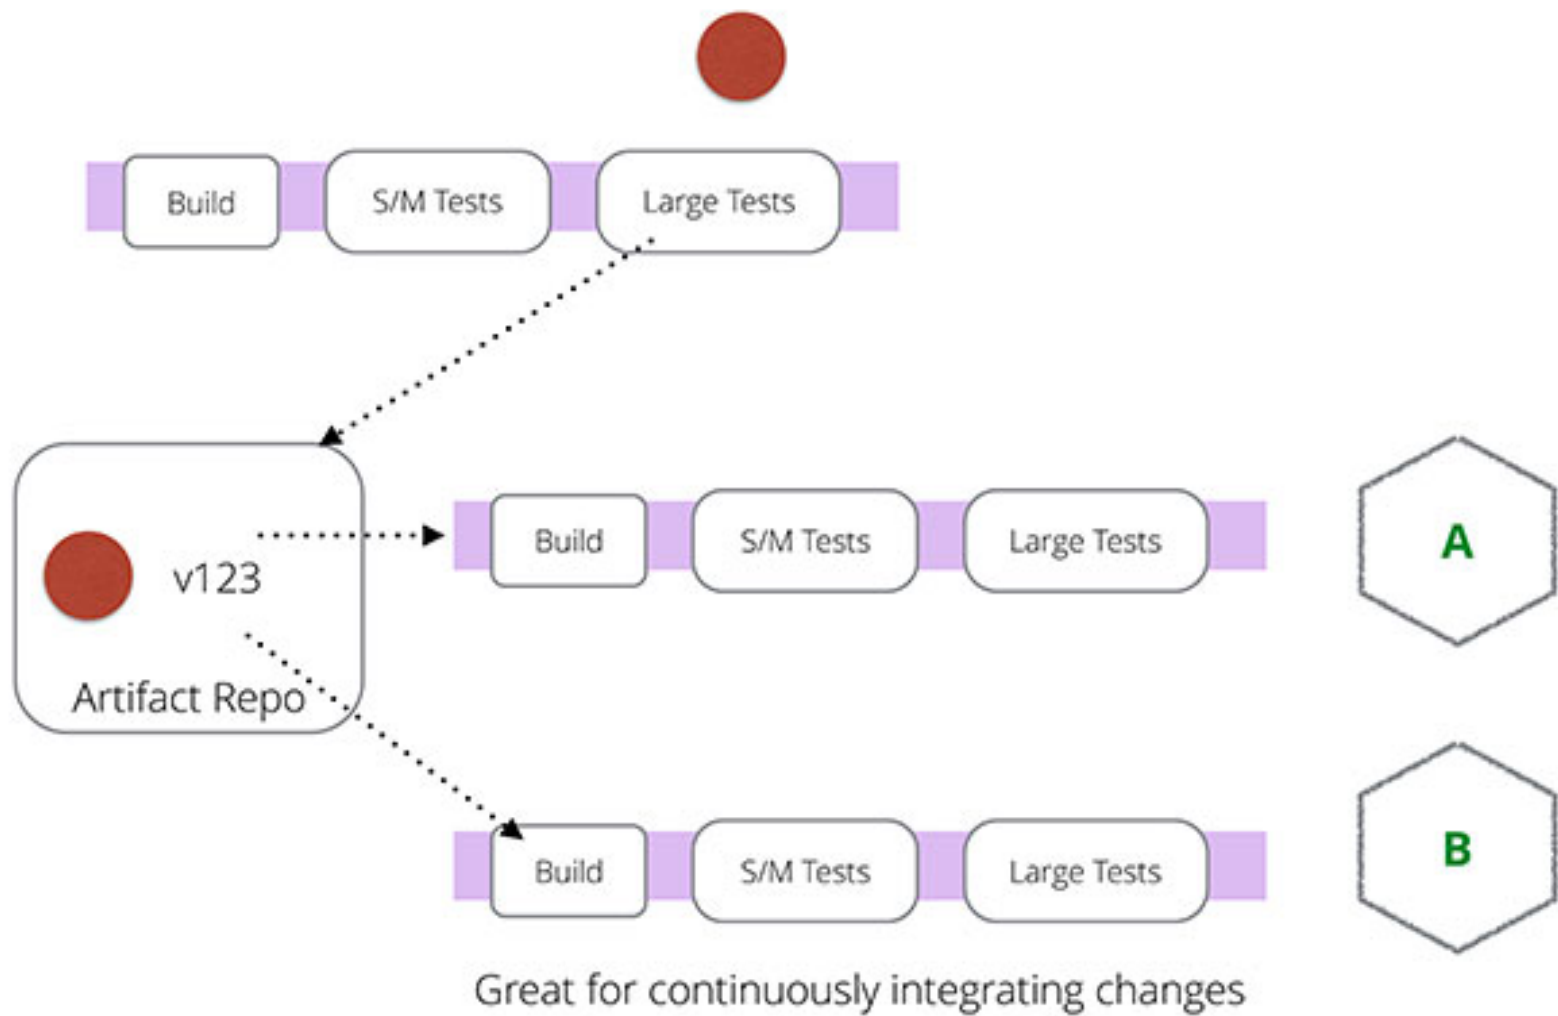 Build
S/M Tests
Large Tests
v123
Artifact Repo
Build
S/M Tests
Large Tests
A
Build
S/M Tests
Large Tests
B
Great for continuously integrating changes